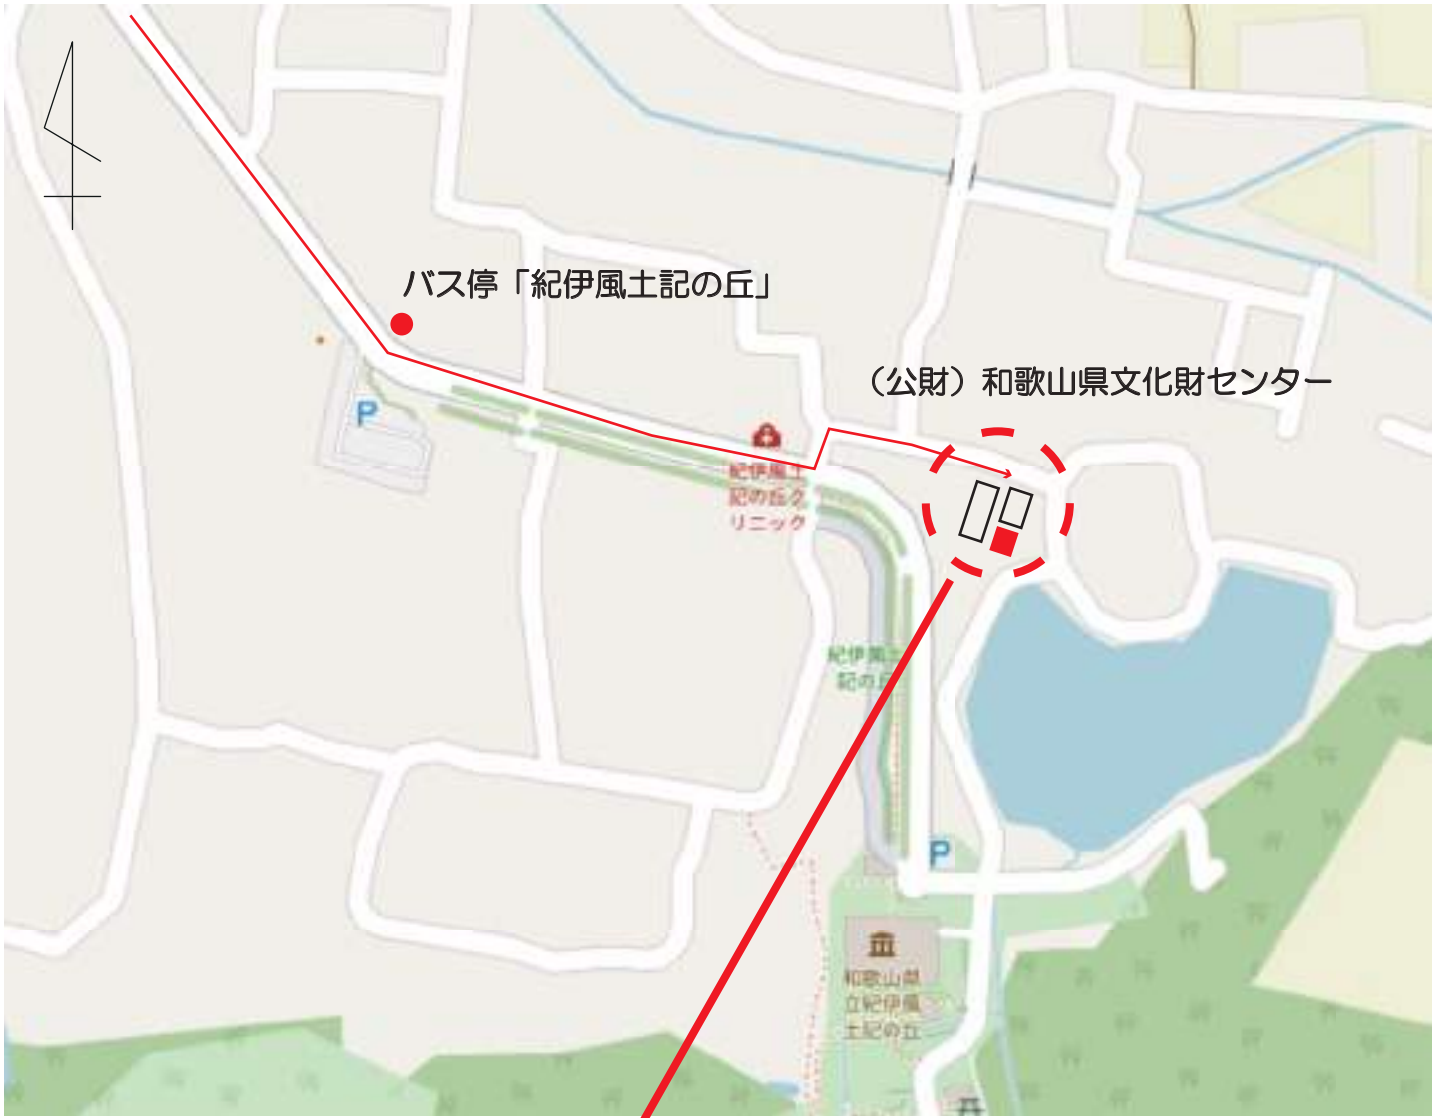 バス停「紀伊風土記の丘」
（公財）和歌山県文化財センター
P
紀伊風土
記の丘ク
リニック
紀伊風土
記の丘
P
和歌山県
立紀伊風
土記の丘